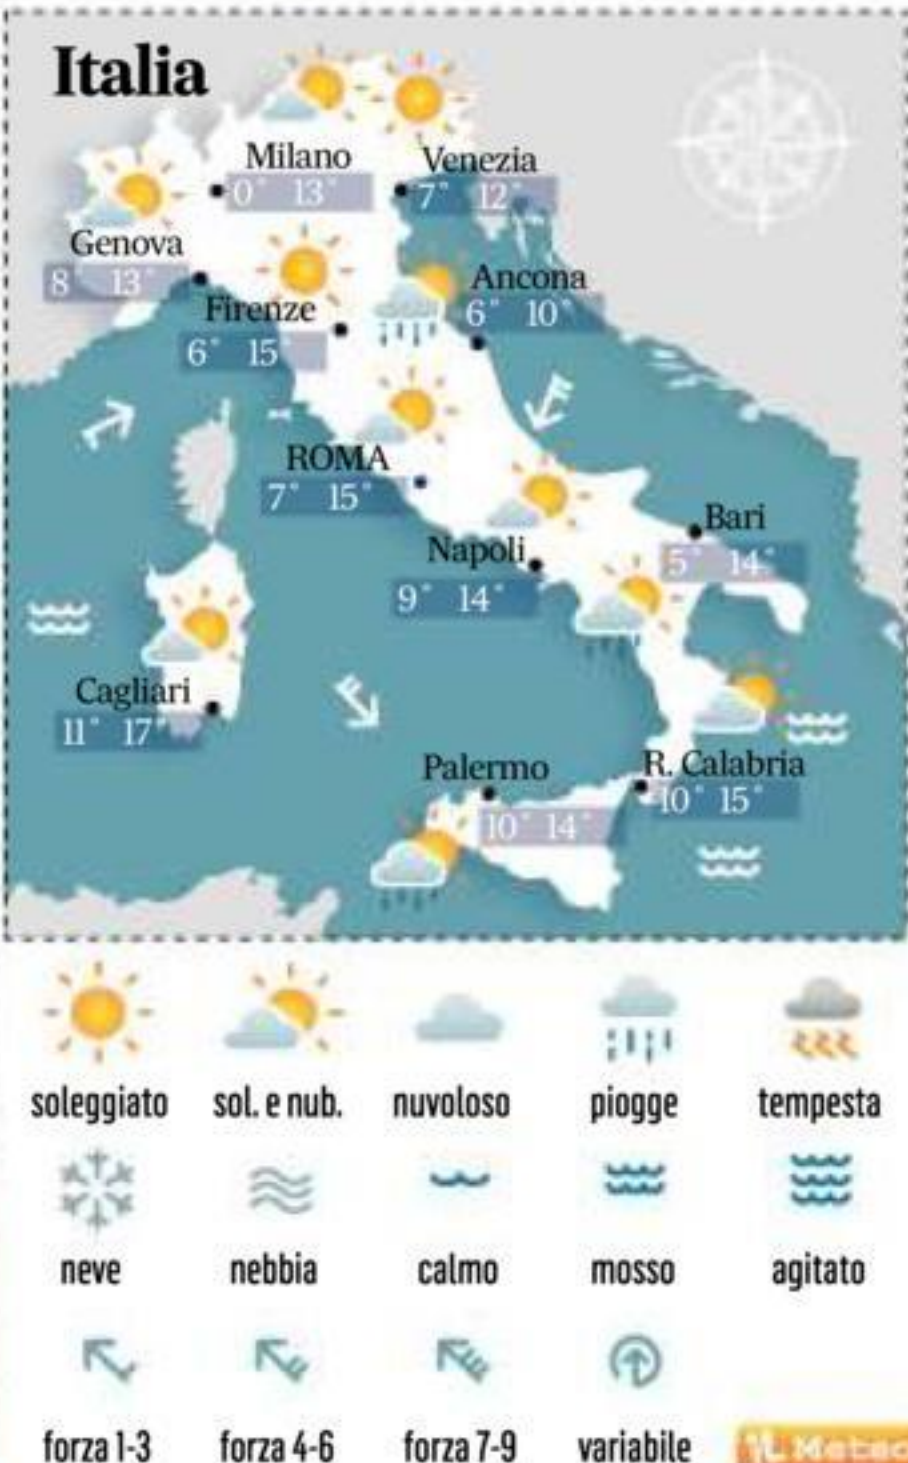 Italia
Milano
0° 13°
Venezia
7° 12°
Genova
8 13°
Firenze
6° 15
Ancona
6° 10°
ROMA
7° 15°
Napoli
9° 14°
Bari
5° 14°
Cagliari
11° 17°
Palermo
10° 14°
R. Calabria
10° 15°
soleggiato sol. e nub. nuvoloso piogge tempesta
neve nebbia calmo mosso agitato
forza 1-3 forza 4-6 forza 7-9 variabile